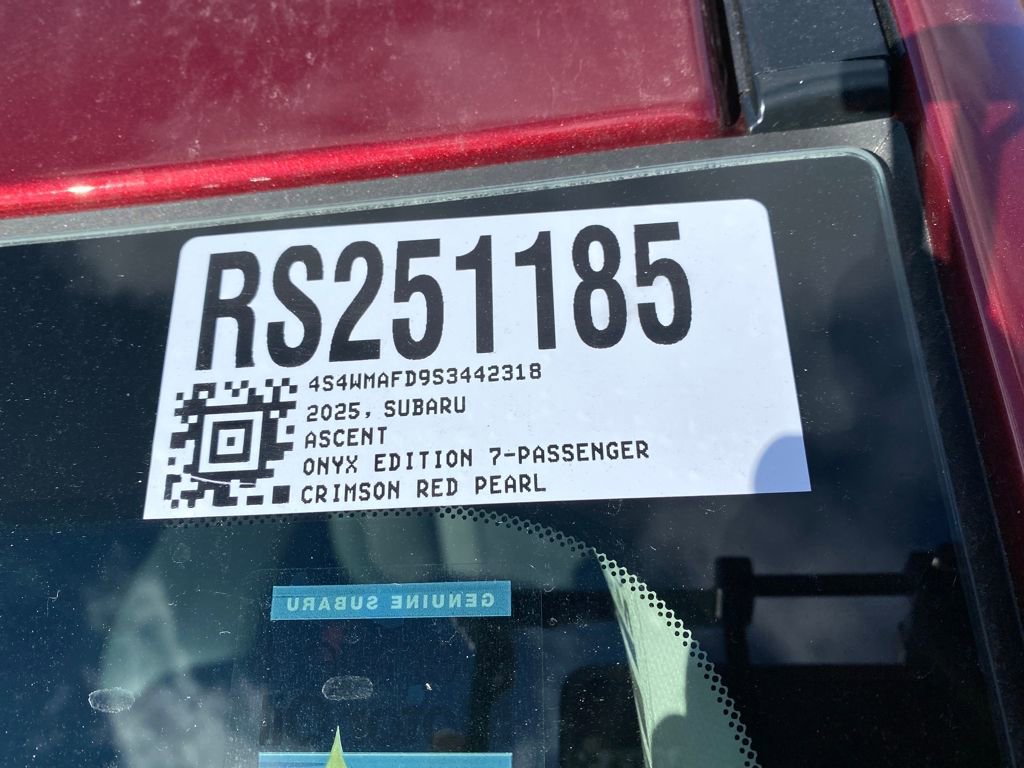 RS251185
4S4WMAFD9S3442318
2025, SUBARU
ASCENT
ONYX EDITION 7-PASSENGER
CRIMSON RED PEARL
GENUINE SUBARU